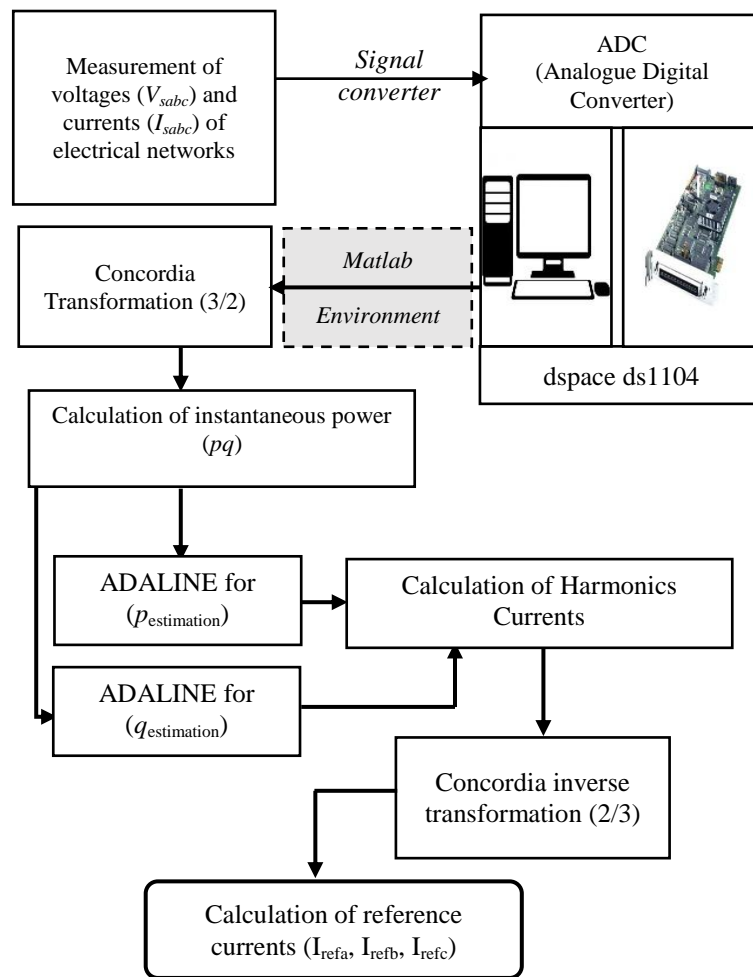 Measurement of
voltages (Vsabc) and
currents (Isabc) of
electrical networks
Signal
converter
ADC
(Analogue Digital
Converter)
dspace ds1104
Matlab
Environment
Concordia
Transformation (3/2)
Calculation of instantaneous power
(pq)
ADALINE for
(pestimation)
Calculation of Harmonics
Currents
ADALINE for
(qestimation)
Concordia inverse
transformation (2/3)
Calculation of reference
currents (Irefa, Irefb, Irefc)